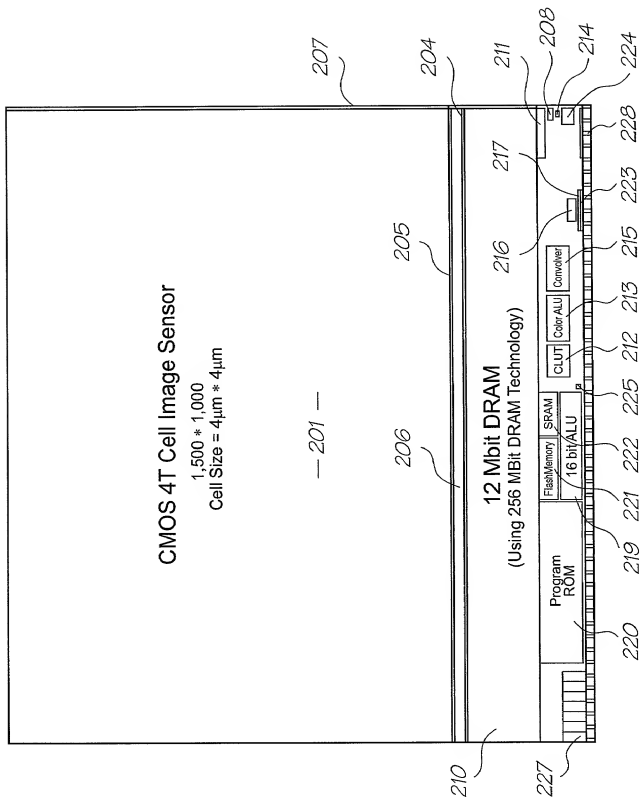 CMOS 4T Cell Image Sensor
1,500 * 1,000
Cell Size = 4µm * 4µm
— 201 —
207
205
206
204
12 Mbit DRAM
(Using 256 MBit DRAM Technology)
210
211
208
214
224
217
216
228
223
Convolver
215
Color ALU
213
CLUT
212
225
SRAM
FlashMemory
16 bit ALU
222
221
219
Program
ROM
220
227